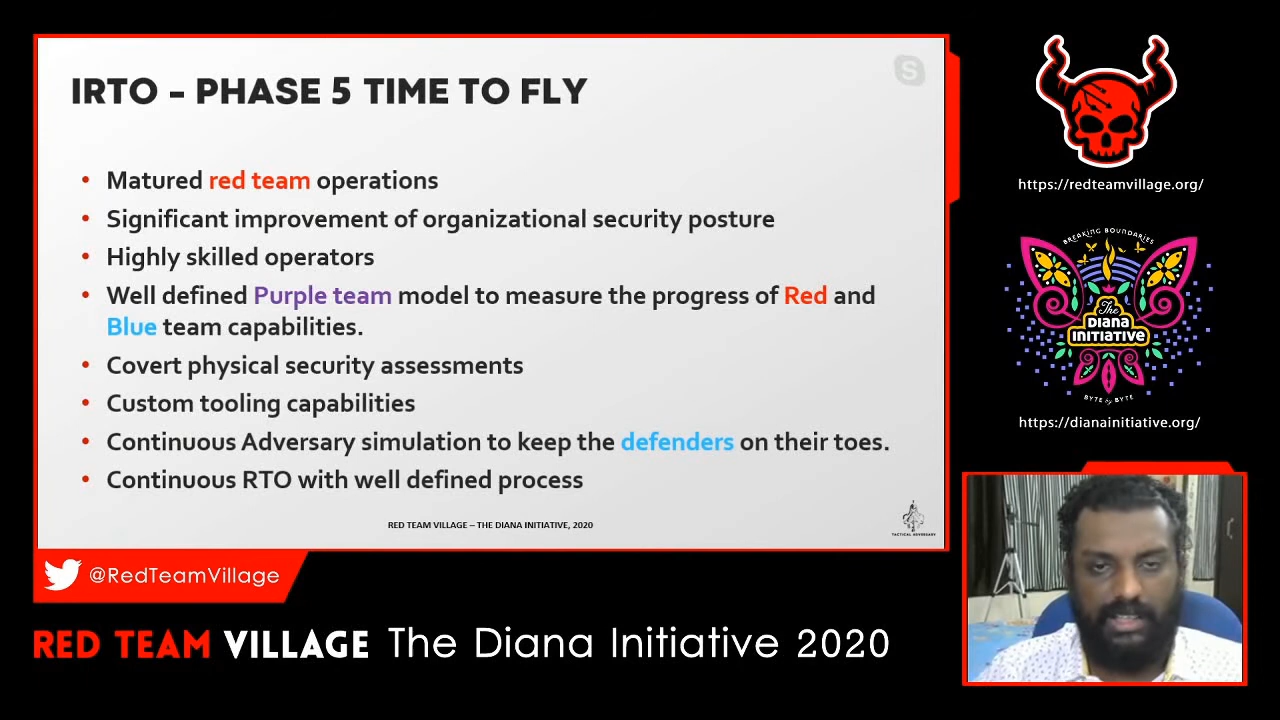 IRTO - PHASE 5 TIME TO FLY
S
• Matured red team operations
• Significant improvement of organizational security posture
• Highly skilled operators
• Well defined Purple team model to measure the progress of Red and
Blue team capabilities.
• Covert physical security assessments
• Custom tooling capabilities
• Continuous Adversary simulation to keep the defenders on their toes.
• Continuous RTO with well defined process
RED TEAM VILLAGE – THE DIANA INITIATIVE, 2020
TACTICAL ADVERSARY
@RedTeamVillage
RED TEAM VILLAGE The Diana Initiative 2020
https://redteamvillage.org/
BREAKING BOUNDARIES
The
DIANA
INITIATIVE
BYTE by BYTE
https://dianainitiative.org/